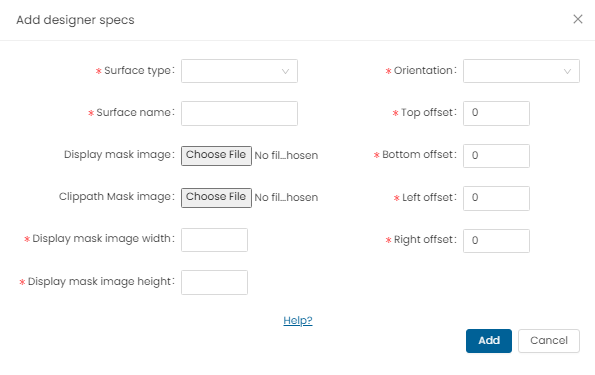 Add designer specs
* Surface type:
* Orientation:
* Surface name:
* Top offset: 0
Display mask image: Choose File No fil...hosen
* Bottom offset: 0
Clippath Mask image: Choose File No fil...hosen
* Left offset: 0
* Display mask image width:
* Right offset: 0
* Display mask image height:
Help?
Add Cancel